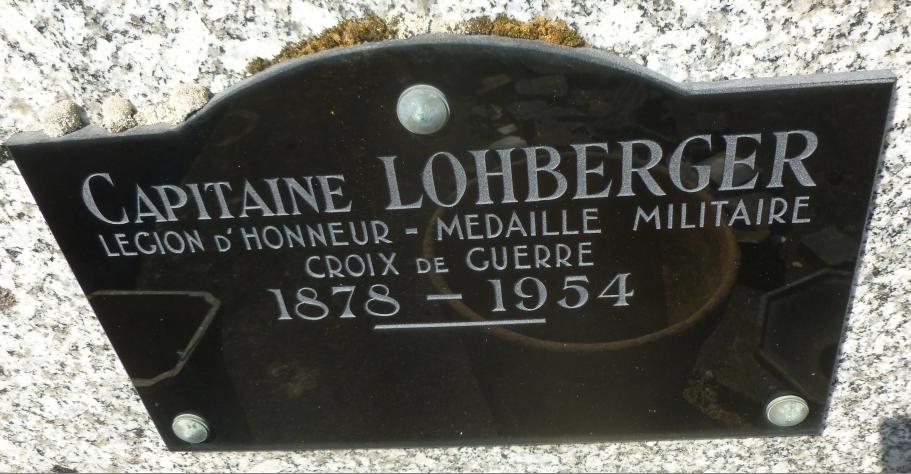 CAPITAINE LOHBERGER
LEGION D'HONNEUR - MEDAILLE MILITAIRE
CROIX DE GUERRE
1878 - 1954